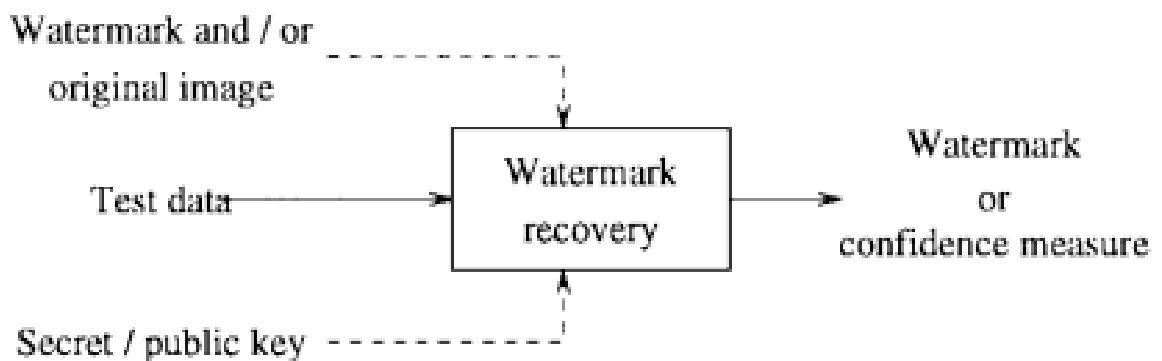 Watermark and / or
original image
Test data
Watermark
recovery
Watermark
or
confidence measure
Secret / public key